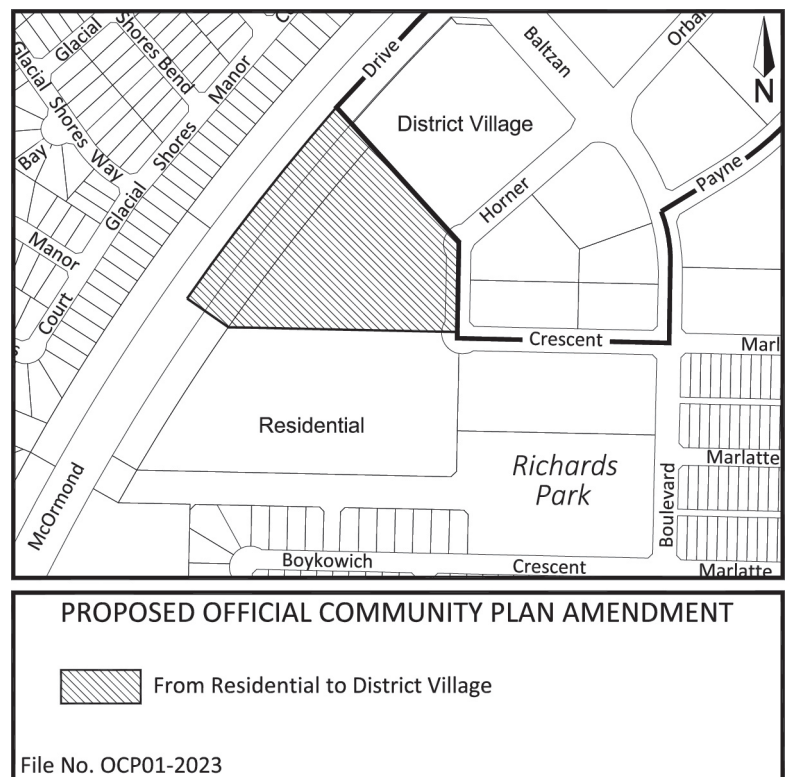 Glacial
Shores Bend
Glacial
Shores
Way
Bay
Manor
Court
Glacial
Shores
Manor
Drive
McOrmond
Baltzan
District Village
Horner
Payne
N
Crescent
Residential
Richards
Park
Marlatte
Boulevard
Boykowich
Crescent
Marlatte
PROPOSED OFFICIAL COMMUNITY PLAN AMENDMENT
From Residential to District Village
File No. OCP01-2023